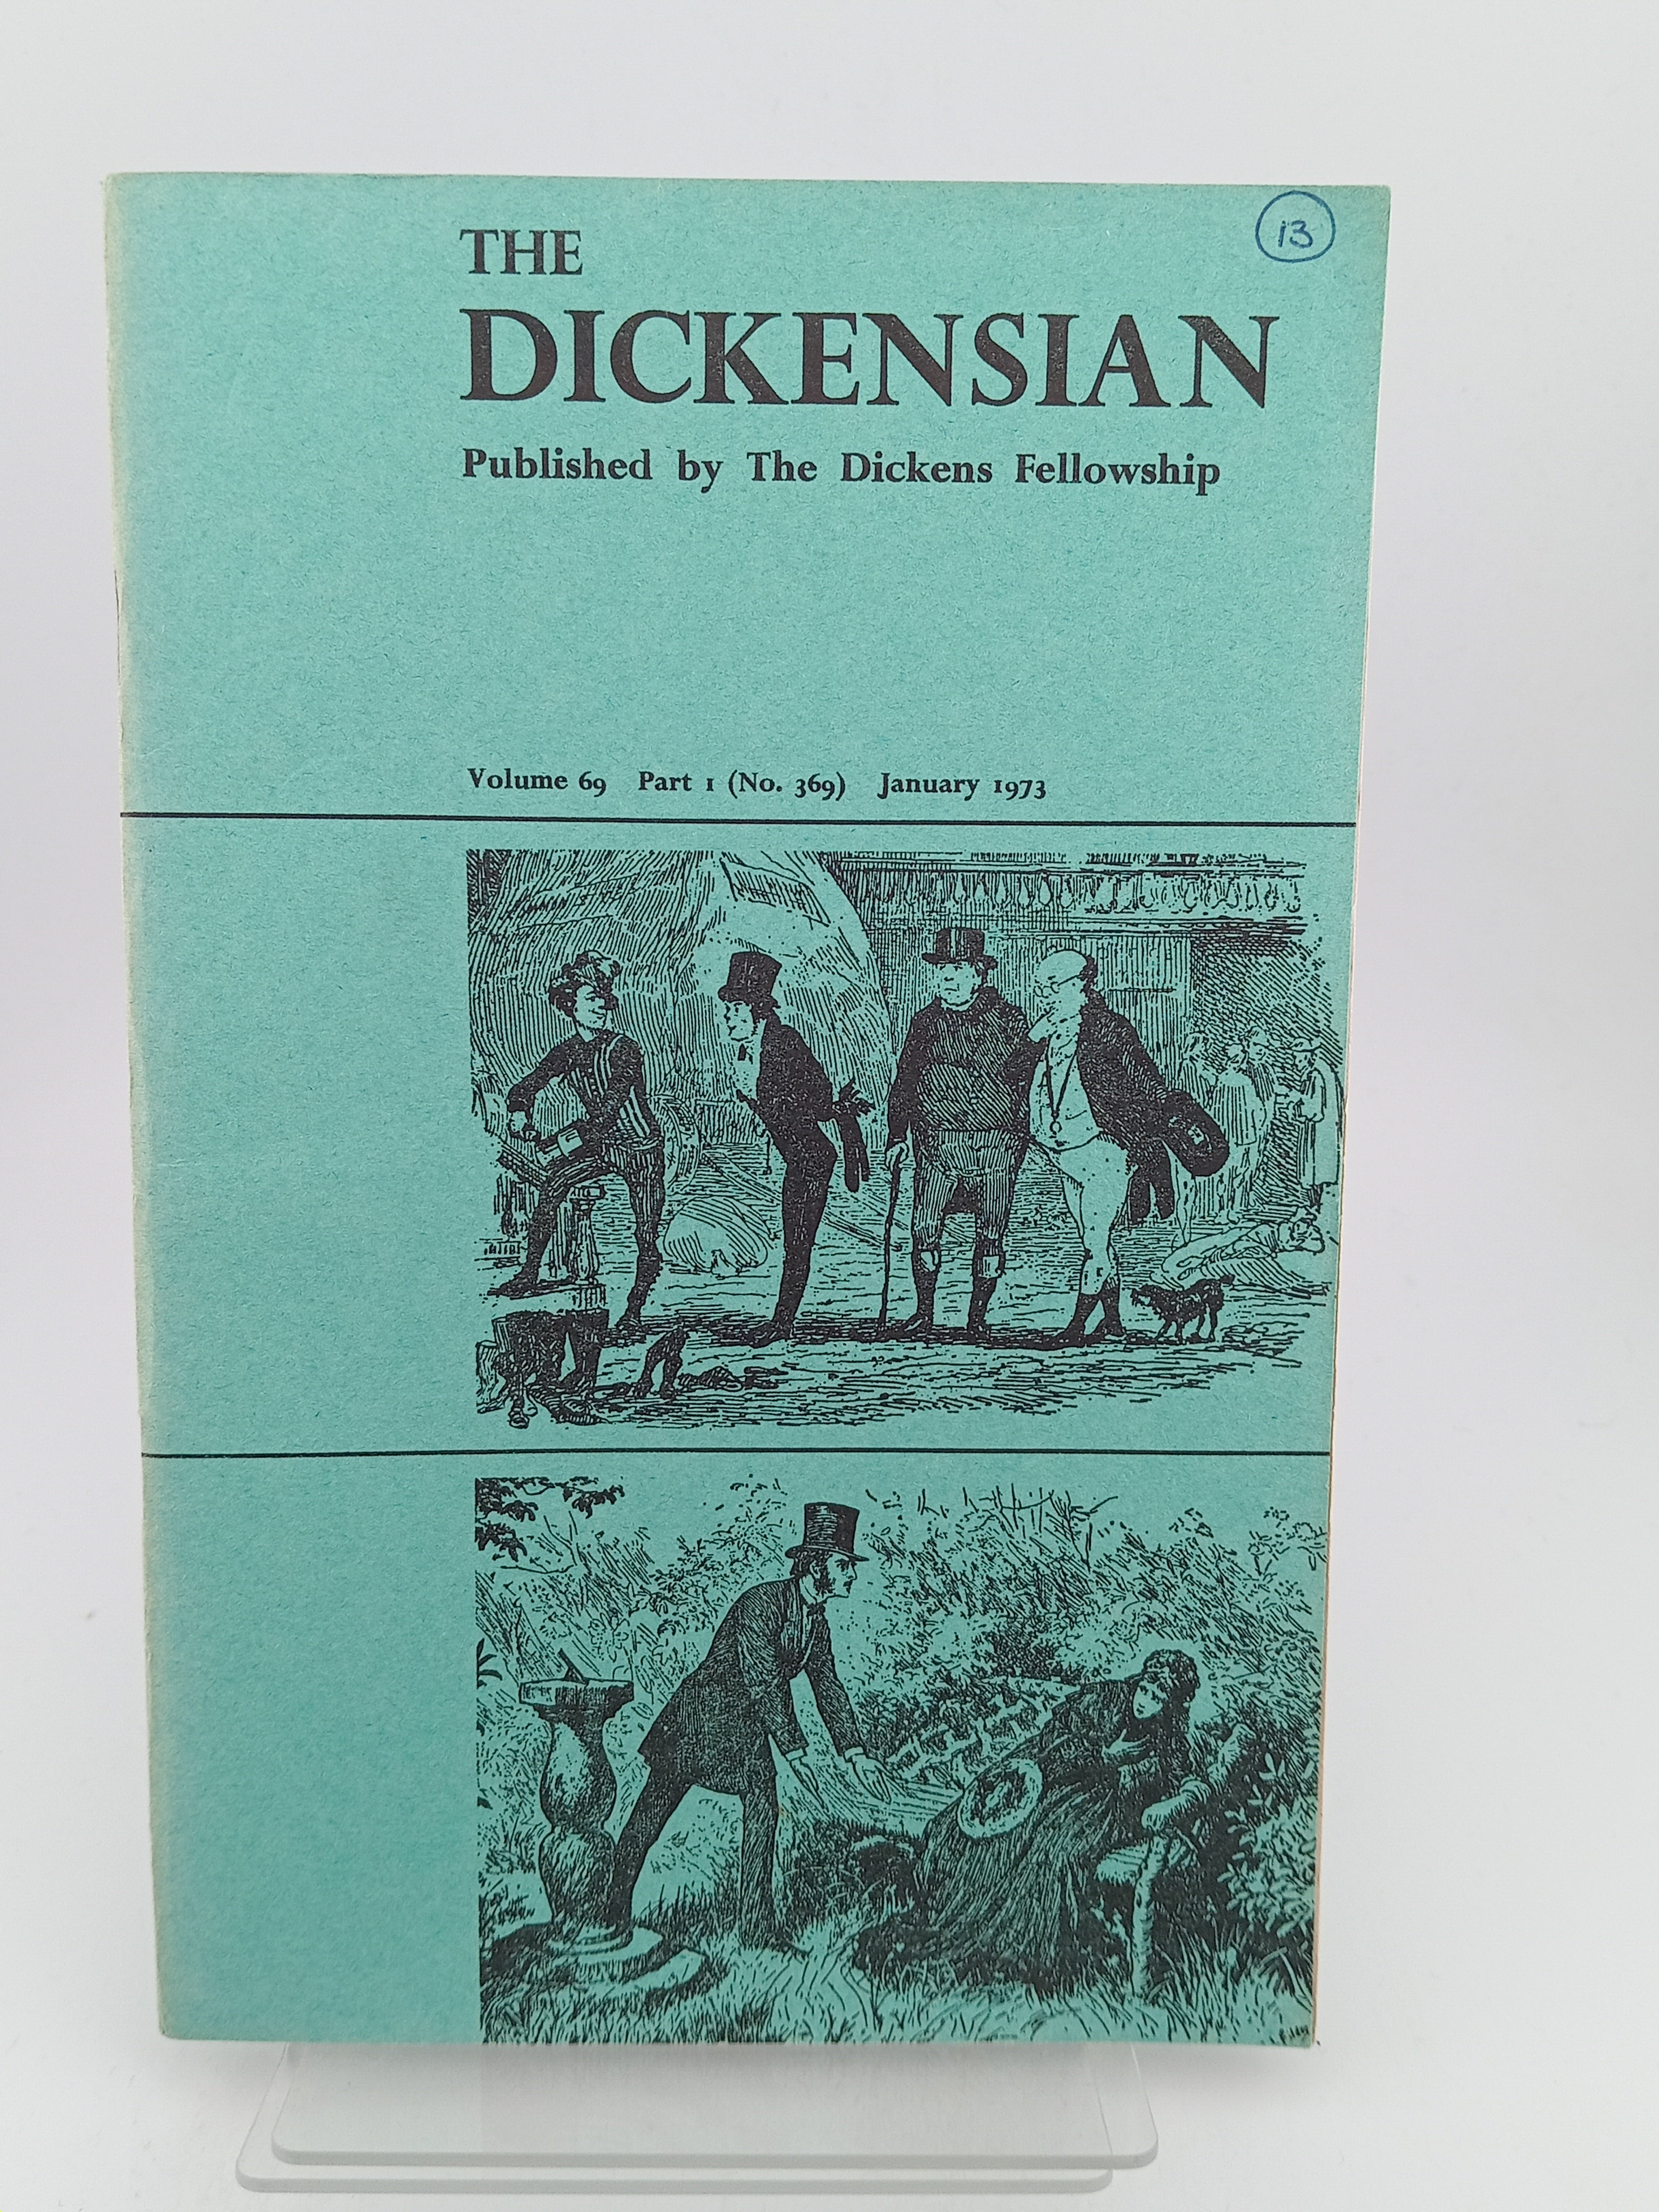 13
THE
DICKENSIAN
Published by The Dickens Fellowship
Volume 69 Part 1 (No. 369) January 1973